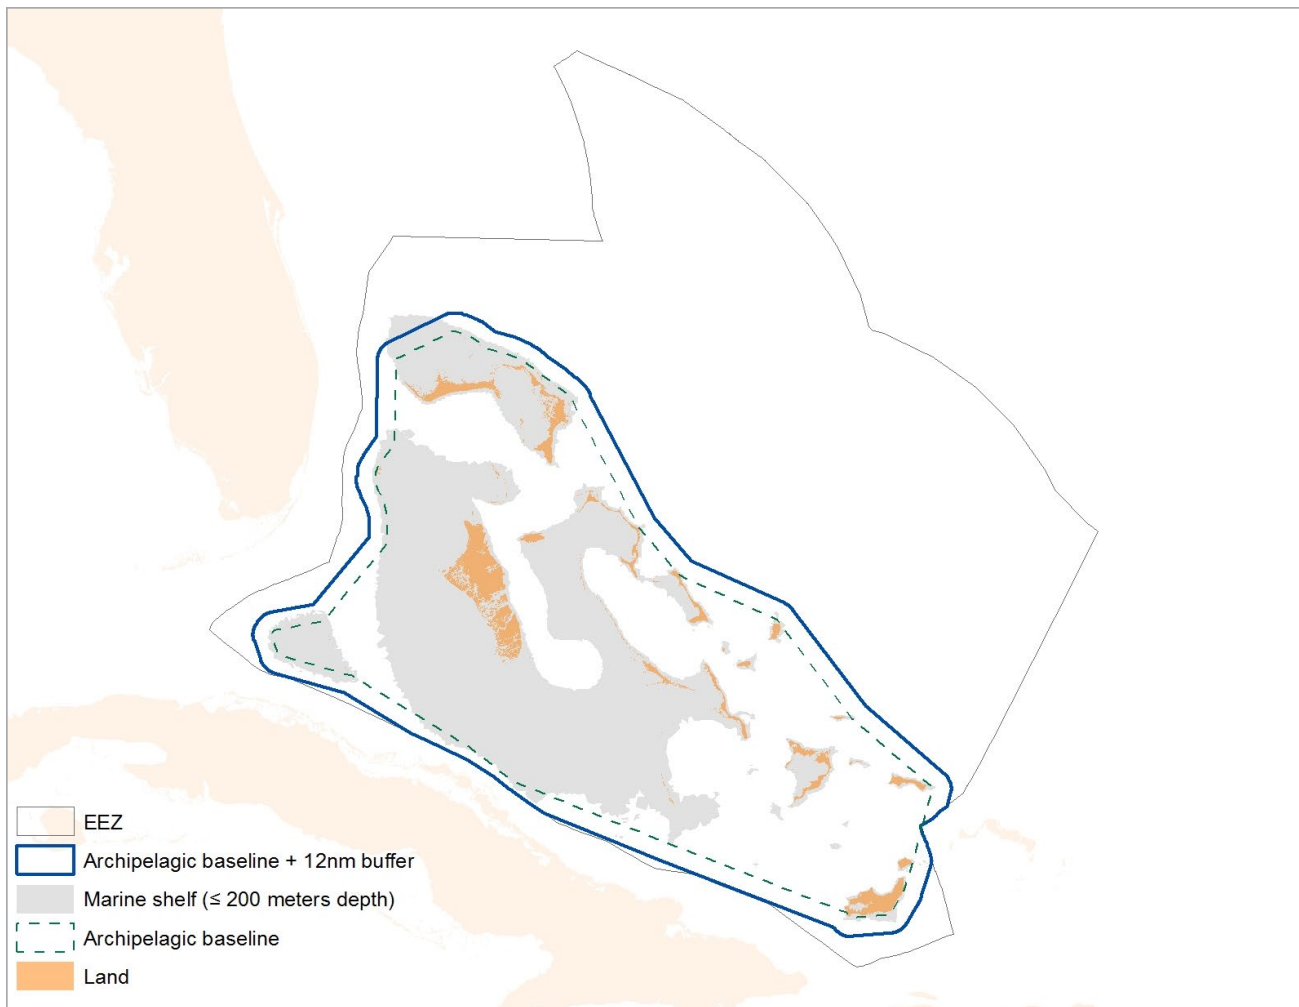 EEZ
Archipelagic baseline + 12nm buffer
Marine shelf (≤ 200 meters depth)
Archipelagic baseline
Land